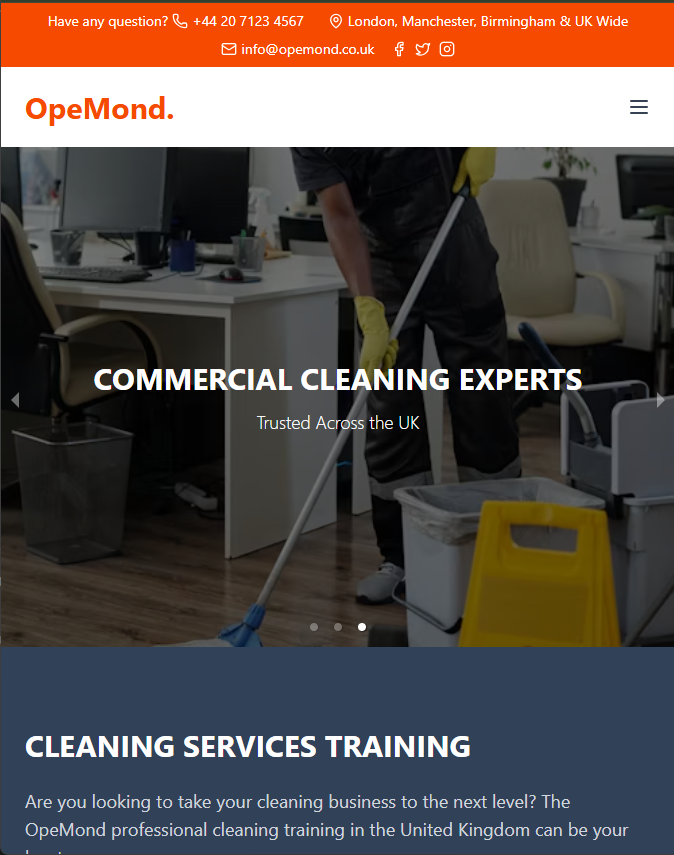 Have any question? +44 20 7123 4567 London, Manchester, Birmingham & UK Wide
info@opemond.co.uk
OpeMond.
COMMERCIAL CLEANING EXPERTS
Trusted Across the UK
CLEANING SERVICES TRAINING
Are you looking to take your cleaning business to the next level? The
OpeMond professional cleaning training in the United Kingdom can be your